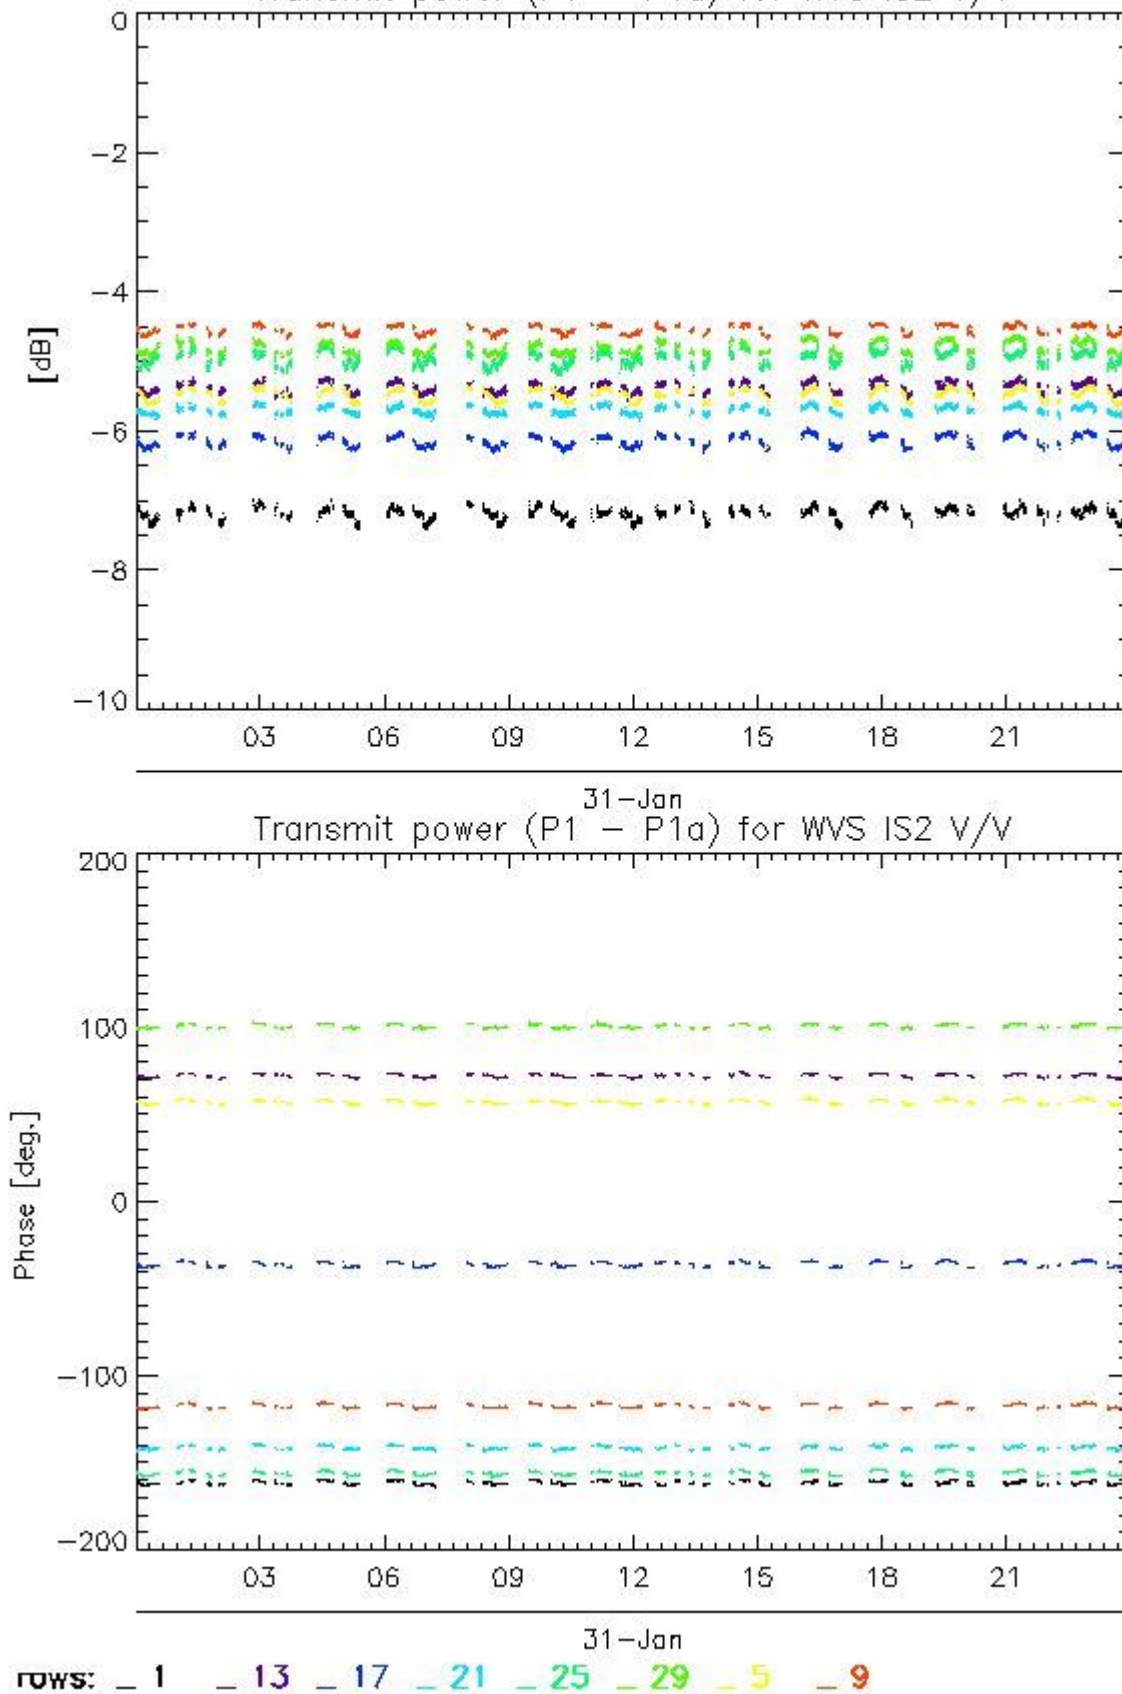 0
−2
−4
[dB]
−6
−8
−10
03 06 09 12 15 18 21
31−Jan
Transmit power (P1 − P1a) for WVS IS2 V/V
200
100
0
Phase [deg.]
−100
−200
03 06 09 12 15 18 21
31−Jan
rows: _ 1 _ 13 _ 17 _ 21 _ 25 _ 29 _ 5 _ 9